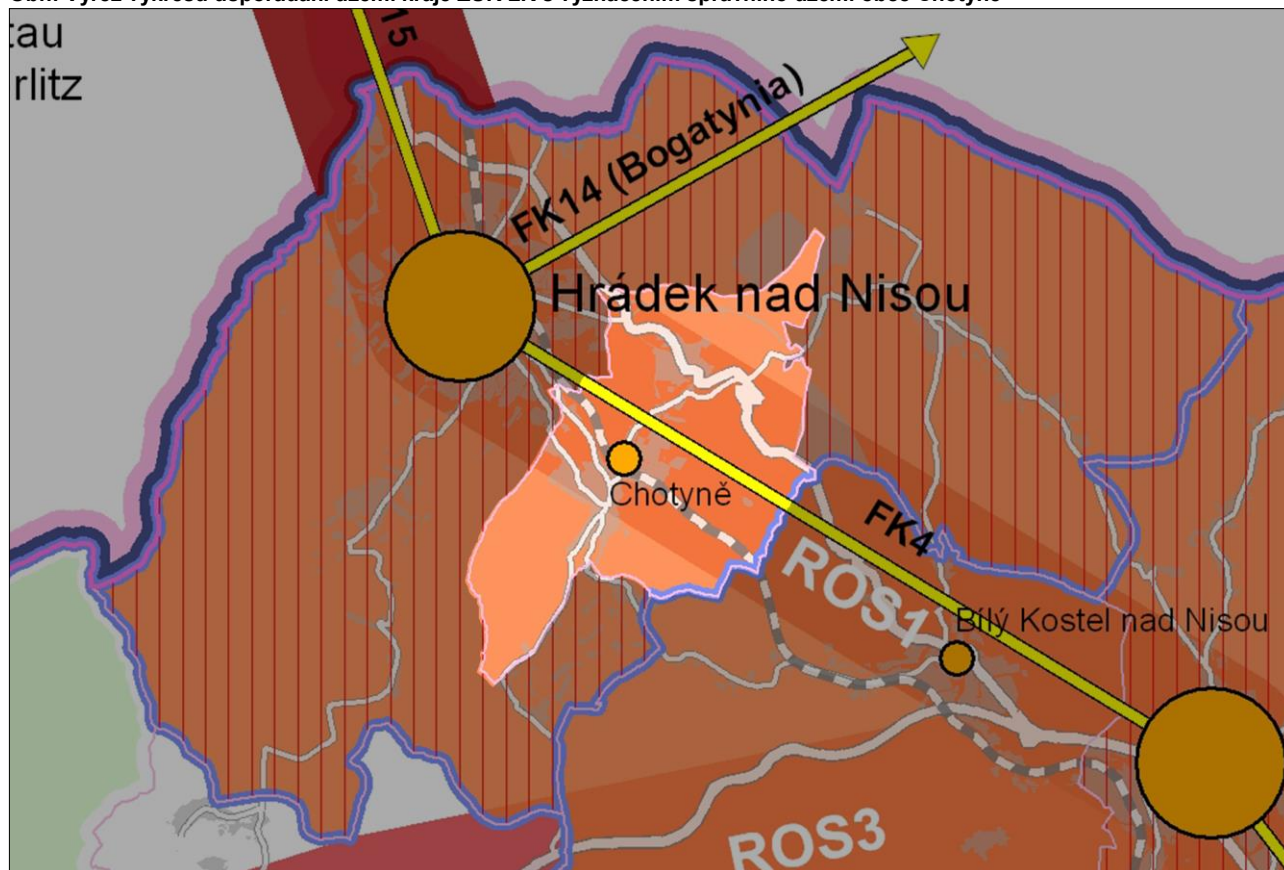 tau
rlitz
15
FK14 (Bogatynia)
Hrádek nad Nisou
Chotyně
FK4
ROS1
Bílý Kostel nad Nisou
ROS3